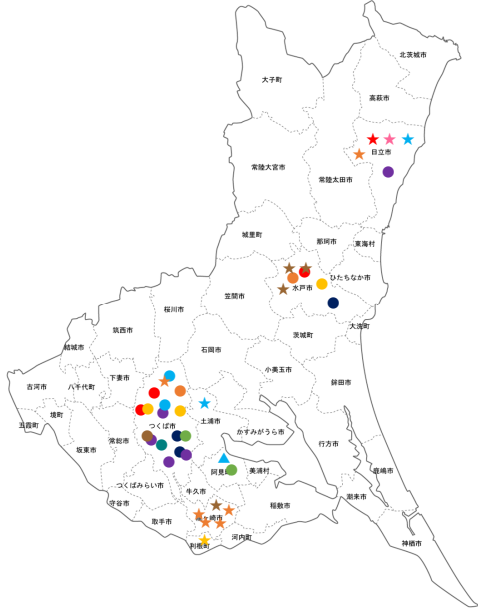 北茨城市
大子町
高萩市
日立市
常陸大宮市
常陸太田市
城里町
那珂市
東海村
ひたちなか市
水戸市
笠間市
桜川市
大洗町
筑西市
茨城町
結城市
石岡市
小美玉市
下妻市
古河市
八千代町
鉾田市
境町
五霞町
土浦市
つくば市
かすみがうら市
常総市
行方市
坂東市
阿見町
美浦村
鹿嶋市
つくばみらい市
牛久市
潮来市
守谷市
稲敷市
取手市
龍ヶ崎市
河内町
利根町
神栖市